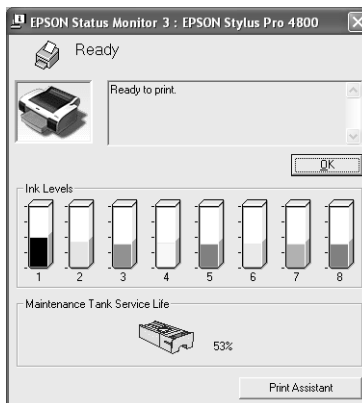 EPSON Status Monitor 3 : EPSON Stylus Pro 4800
Ready
Ready to print.
OK
Ink Levels
1 2 3 4 5 6 7 8
Maintenance Tank Service Life
53%
Print Assistant